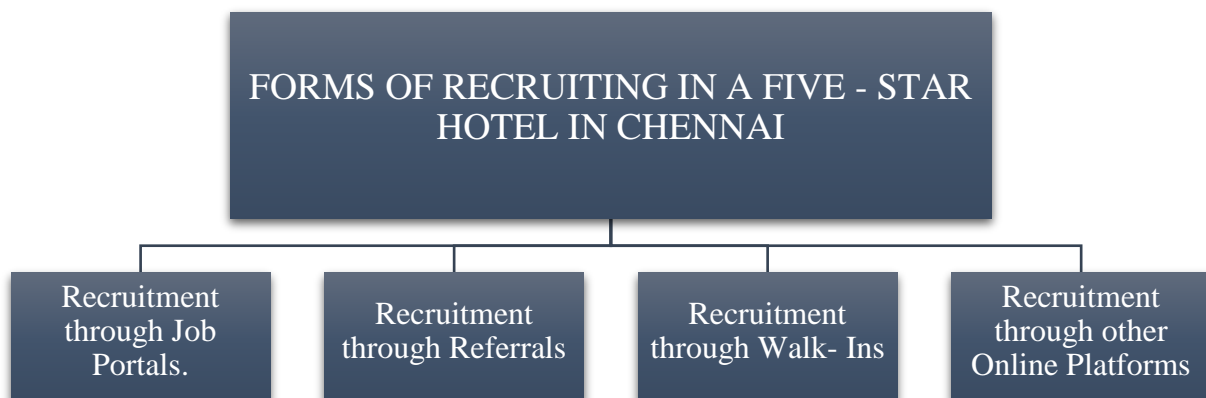 FORMS OF RECRUITING IN A FIVE - STAR
HOTEL IN CHENNAI
Recruitment
through Job
Portals.
Recruitment
through Referrals
Recruitment
through Walk- Ins
Recruitment
through other
Online Platforms